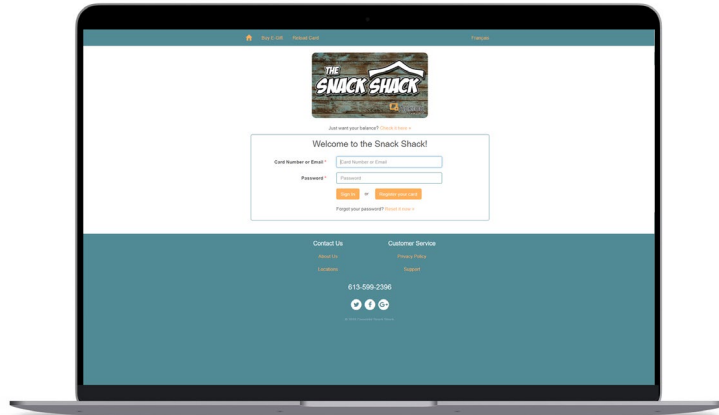 Buy E-Gift Reload Card Français
THE
SNACK SHACK
Just want your balance? Check it here »
Welcome to the Snack Shack!
Card Number or Email *
Card Number or Email
Password *
Password
Sign In or Register your card
Forgot your password? Reset it here »
Contact Us Customer Service
About Us Privacy Policy
Locations Support
613-599-2396